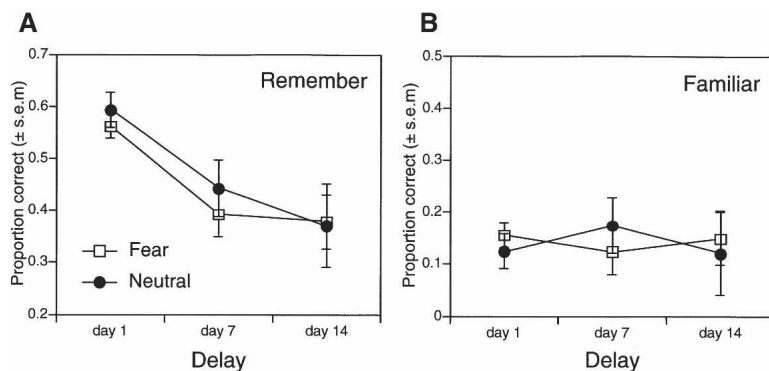 A
Proportion correct (± s.e.m)
0.7
0.6
0.5
0.4
0.3
0.2
Remember
Fear
Neutral
day 1 day 7 day 14
Delay
B
Proportion correct (± s.e.m)
0.5
0.4
0.3
0.2
0.1
0
Familiar
day 1 day 7 day 14
Delay